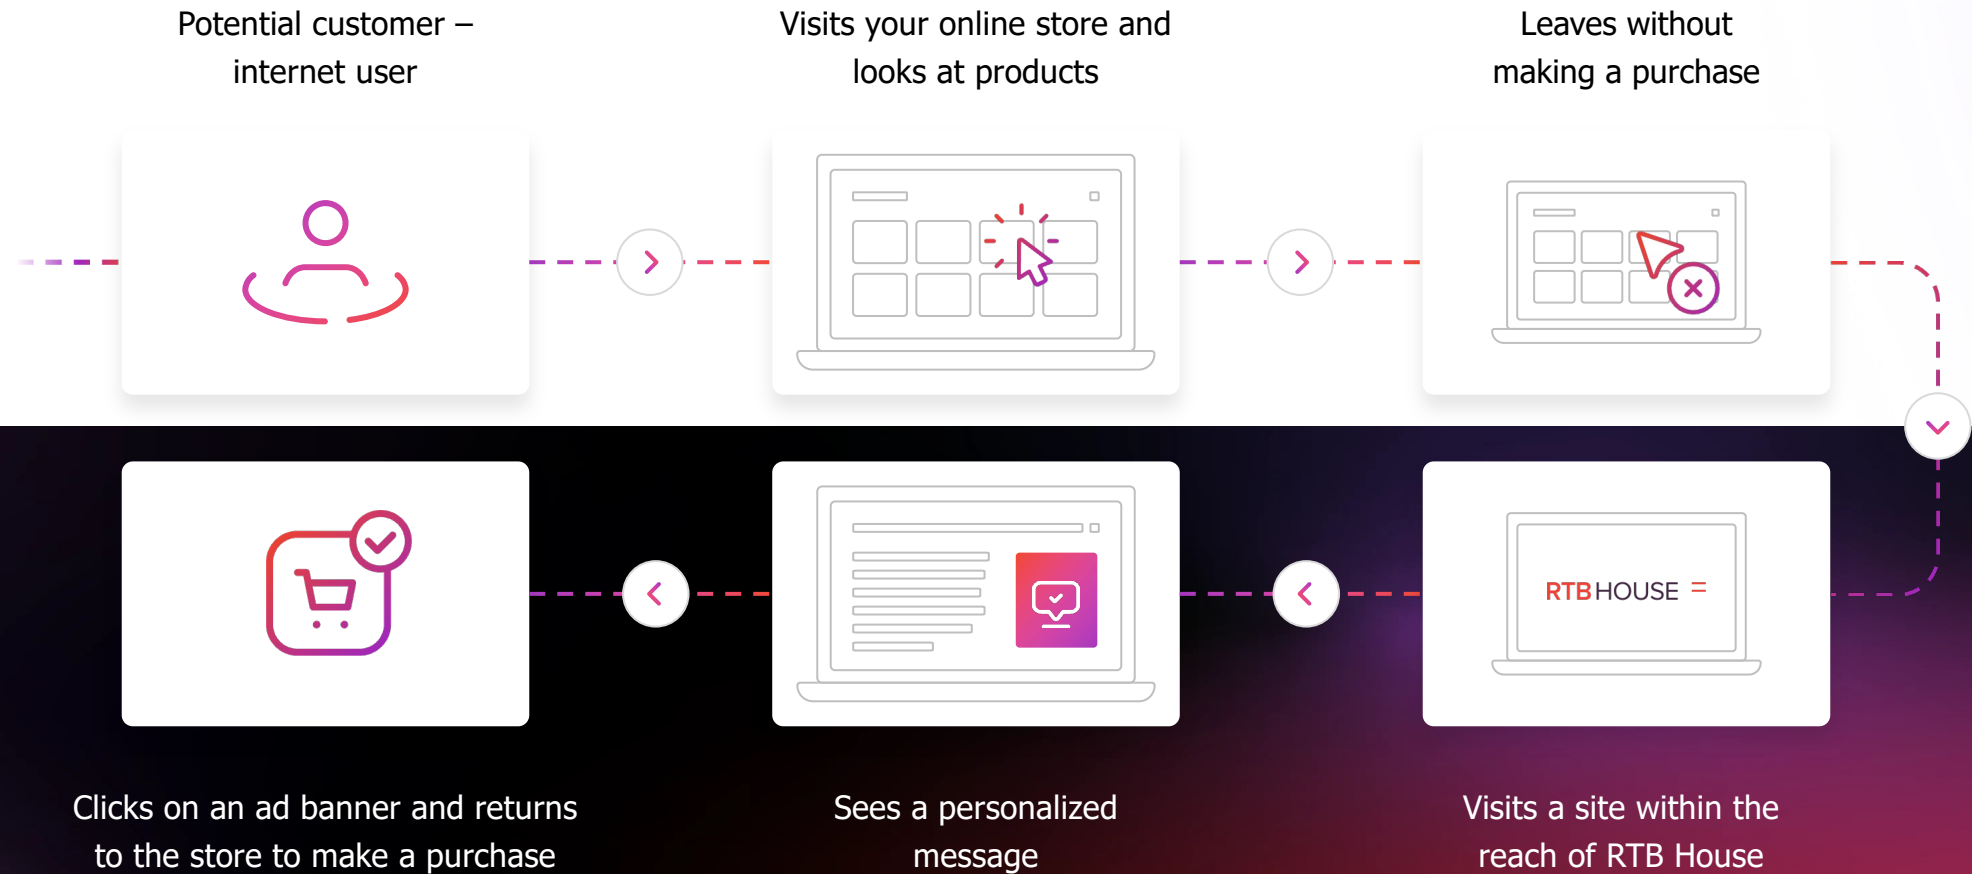 Potential customer –
internet user
Visits your online store and
looks at products
Leaves without
making a purchase
RTB HOUSE =
Clicks on an ad banner and returns
to the store to make a purchase
Sees a personalized
message
Visits a site within the
reach of RTB House